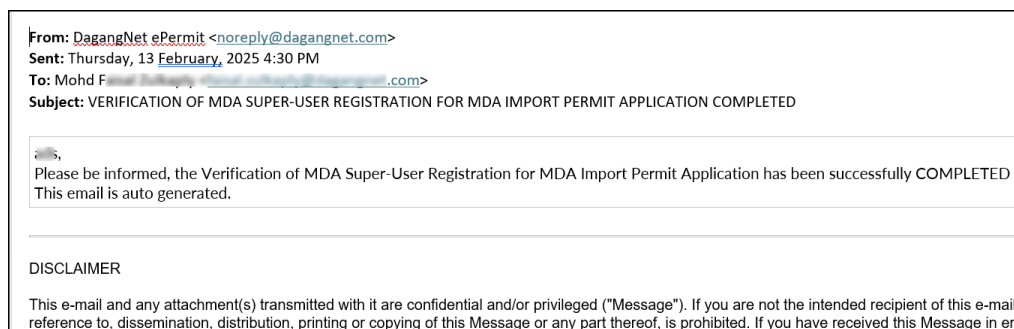 From: DagangNet ePermit <noreply@dagangnet.com>
Sent: Thursday, 13 February, 2025 4:30 PM
To: Mohd F .com>
Subject: VERIFICATION OF MDA SUPER-USER REGISTRATION FOR MDA IMPORT PERMIT APPLICATION COMPLETED
,
Please be informed, the Verification of MDA Super-User Registration for MDA Import Permit Application has been successfully COMPLETED
This email is auto generated.
DISCLAIMER
This e-mail and any attachment(s) transmitted with it are confidential and/or privileged ("Message"). If you are not the intended recipient of this e-mai
reference to, dissemination, distribution, printing or copying of this Message or any part thereof, is prohibited. If you have received this Message in er